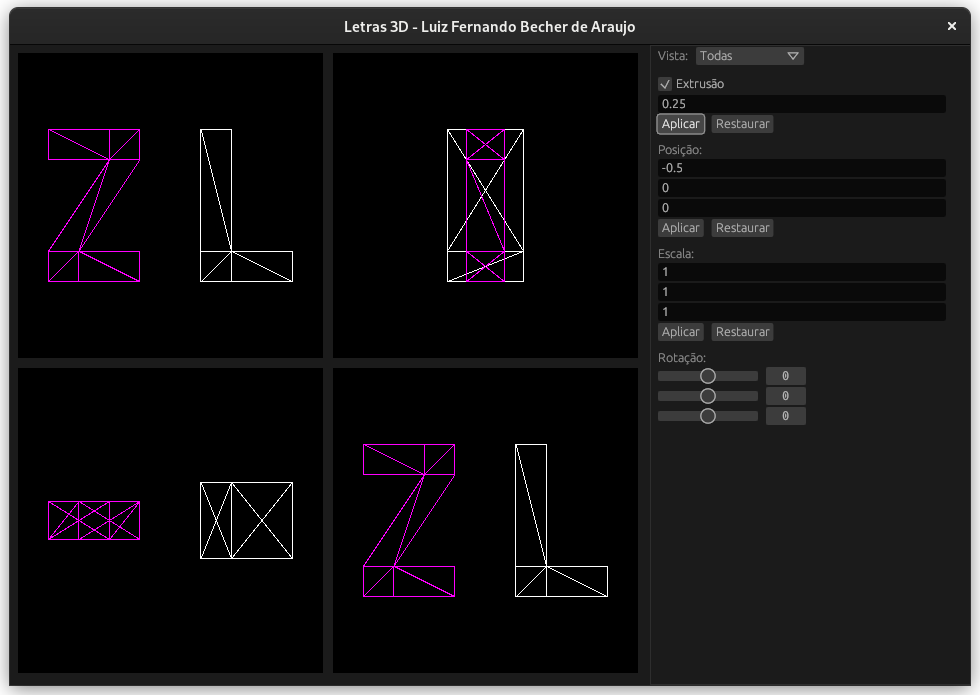 Letras 3D - Luiz Fernando Becher de Araujo
Vista: Todas
Extrusão
0.25
Aplicar Restaurar
Posição:
-0.5
0
0
Aplicar Restaurar
Escala:
1
1
1
Aplicar Restaurar
Rotação:
0
0
0
Z L
Z L